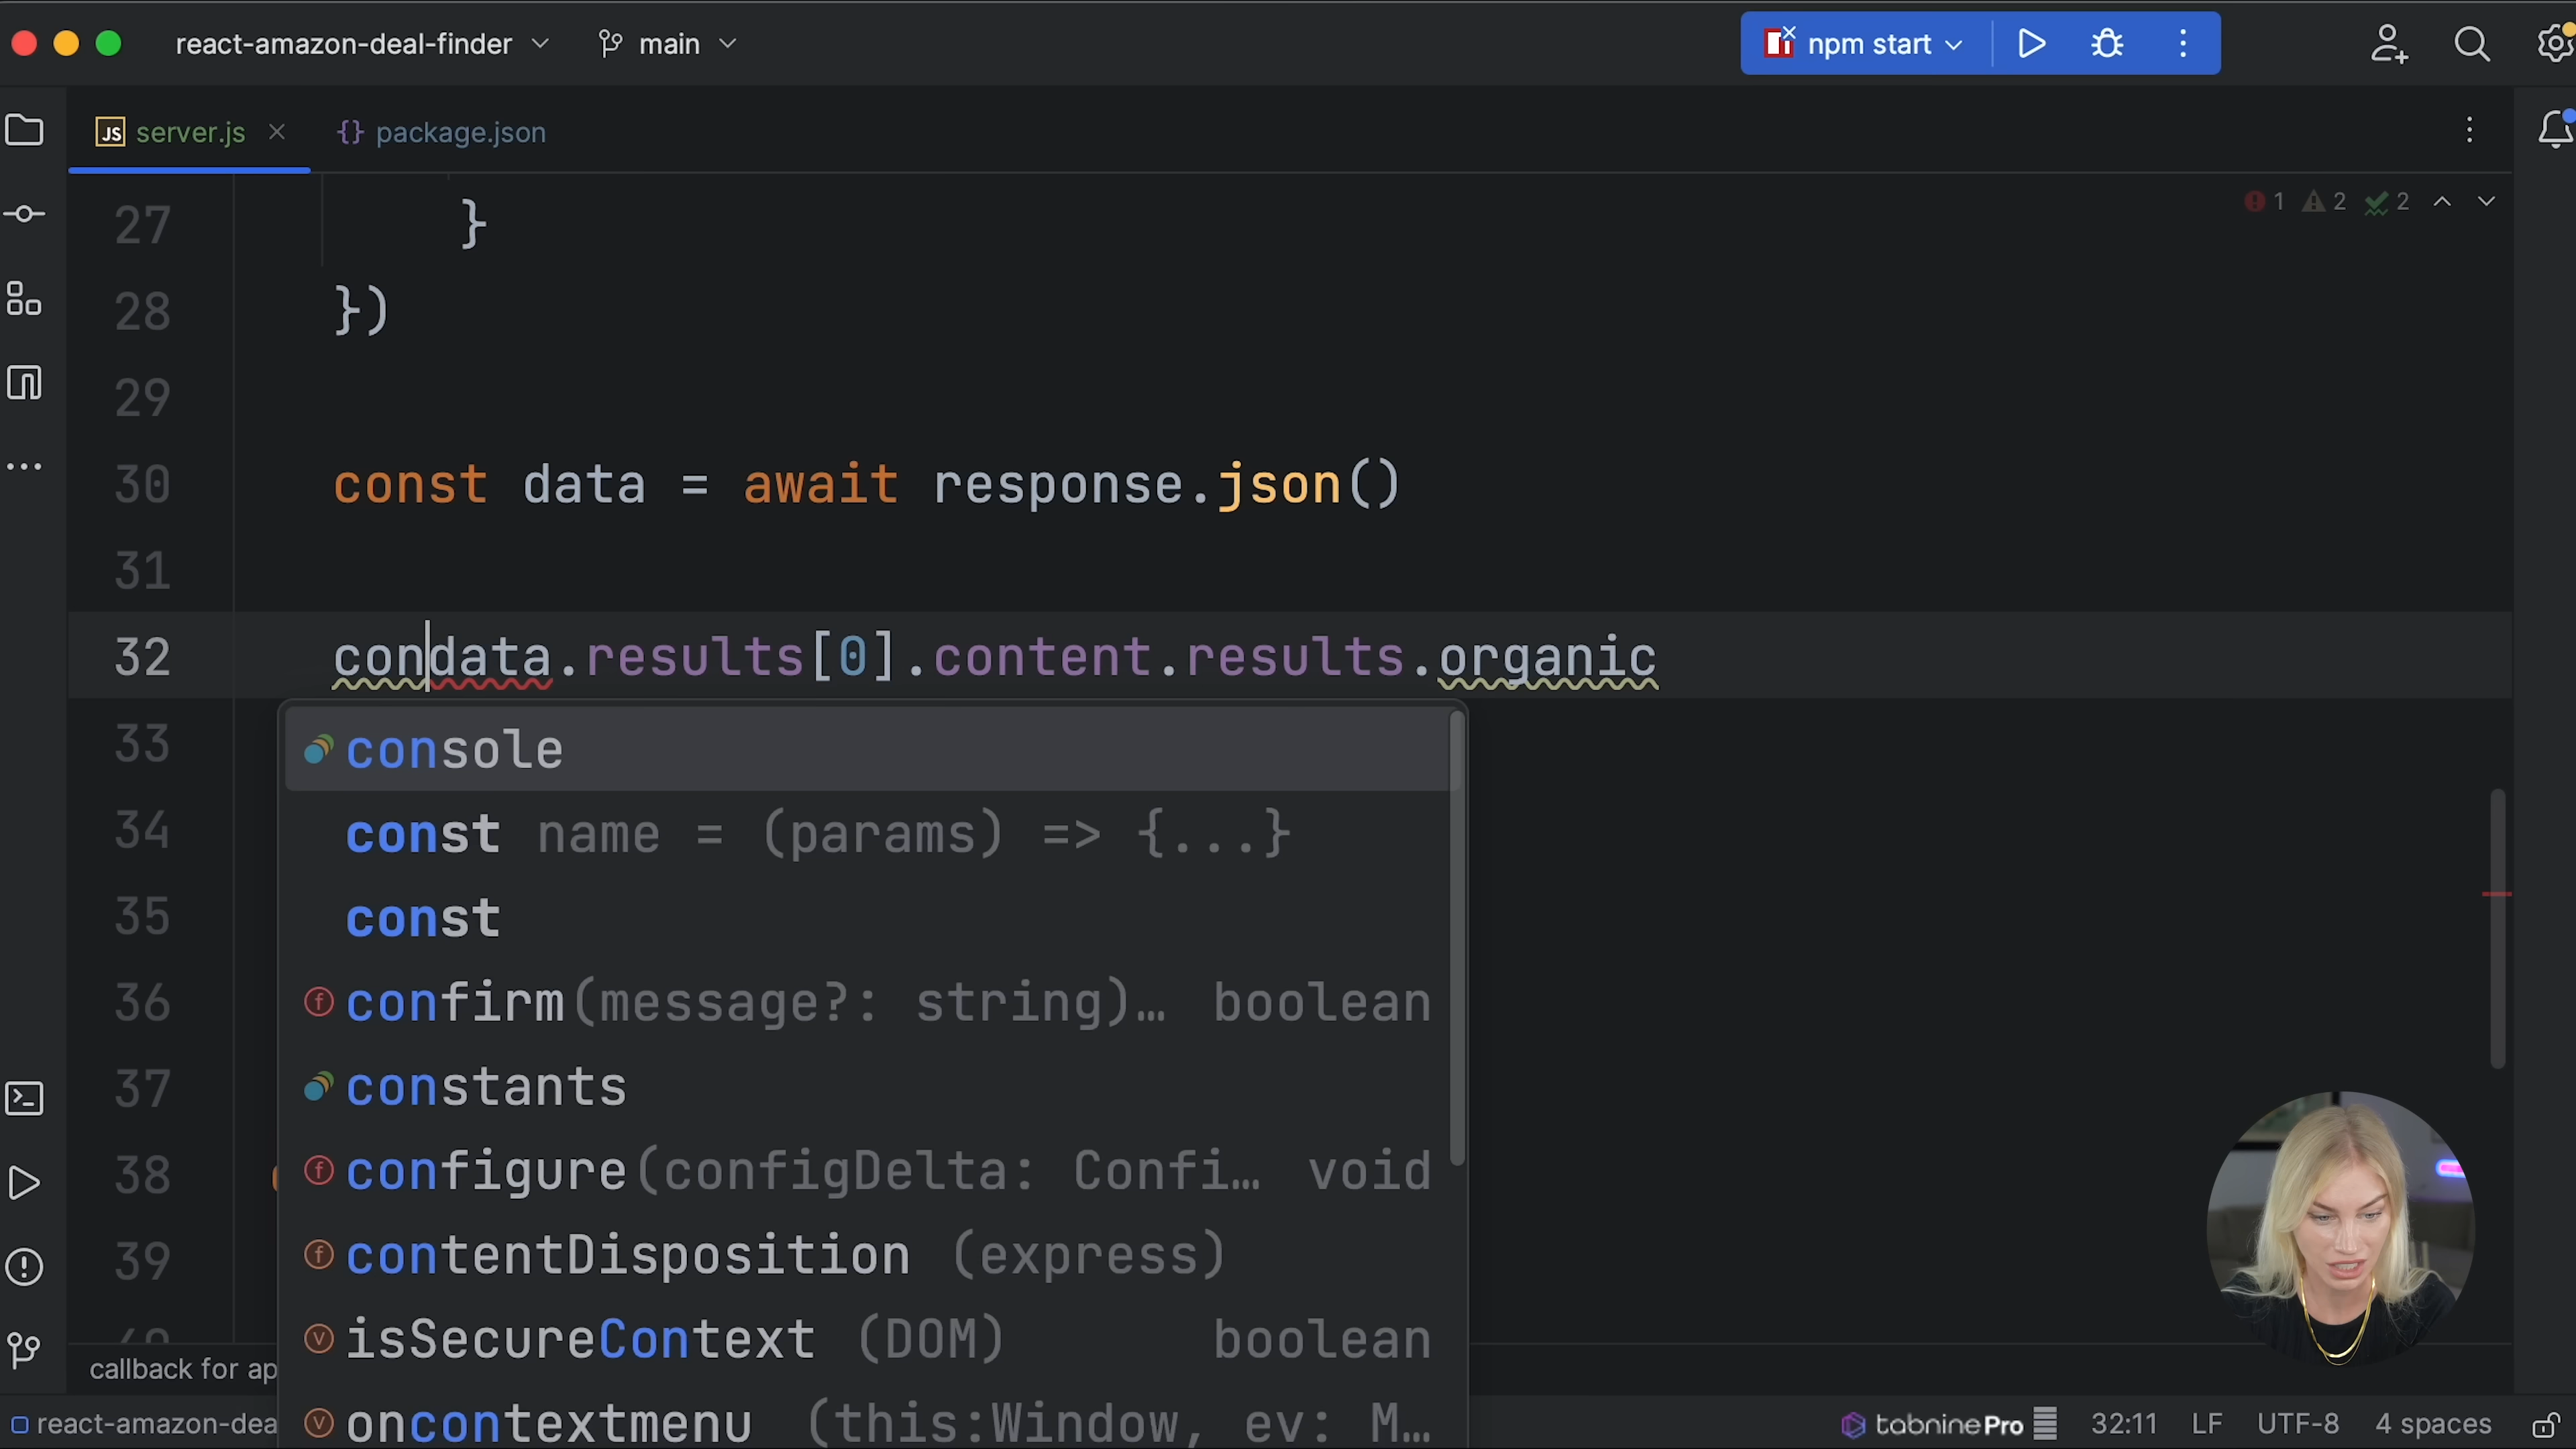 react-amazon-deal-finder main npm start
JS server.js {} package.json
1 2 2
27 }
28 })
29
30 const data = await response.json()
31
32 condata.results[0].content.results.organic
33 console
34 const name = (params) => {...}
35 const
36 confirm(message?: string)… boolean
37 constants
38 configure(configDelta: Confi… void
39 contentDisposition (express)
isSecureContext (DOM) boolean
callback for ap
oncontextmenu (this:Window, ev: M…
react-amazon-dea tabnine Pro 32:11 LF UTF-8 4 spaces